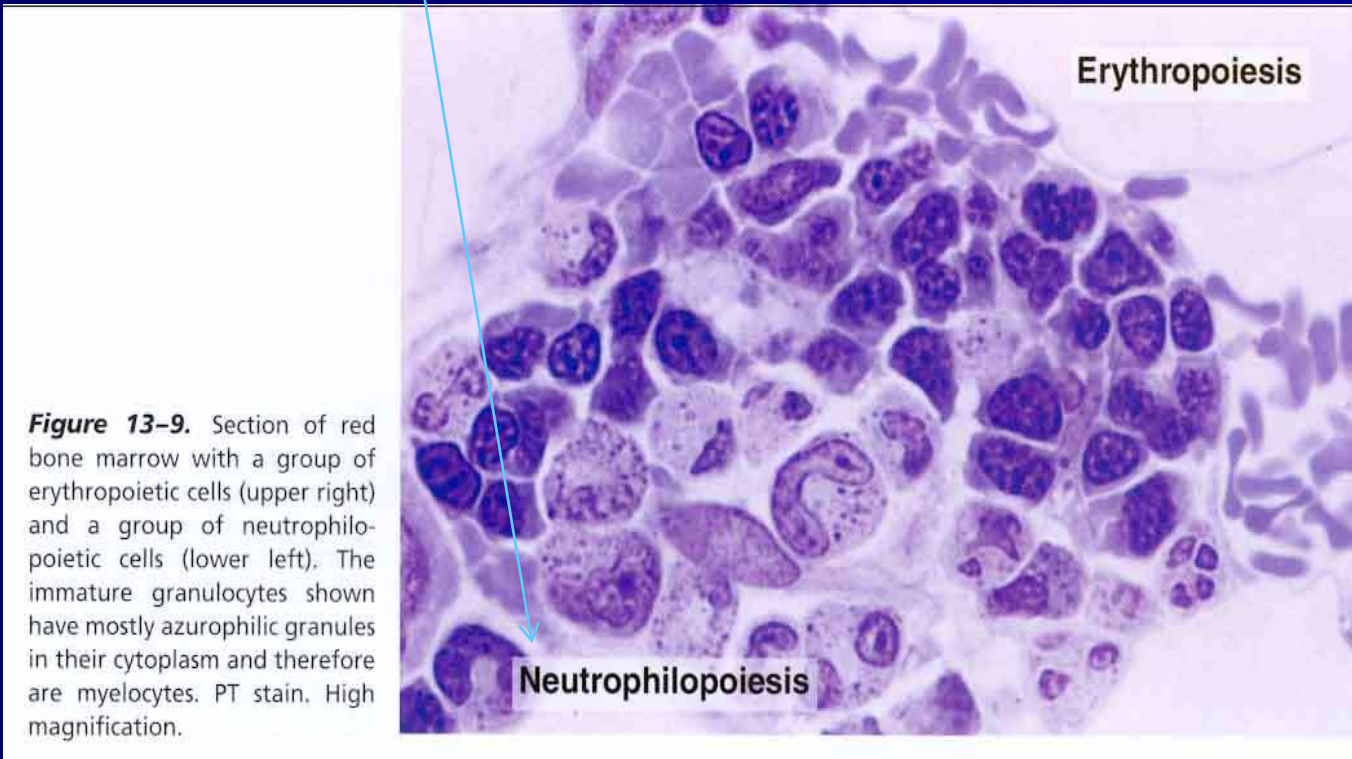 Erythropoiesis
Figure 13–9. Section of red
bone marrow with a group of
erythropoietic cells (upper right)
and a group of neutrophilo-
poietic cells (lower left). The
immature granulocytes shown
have mostly azurophilic granules
in their cytoplasm and therefore
are myelocytes. PT stain. High
magnification.
Neutrophilopoiesis